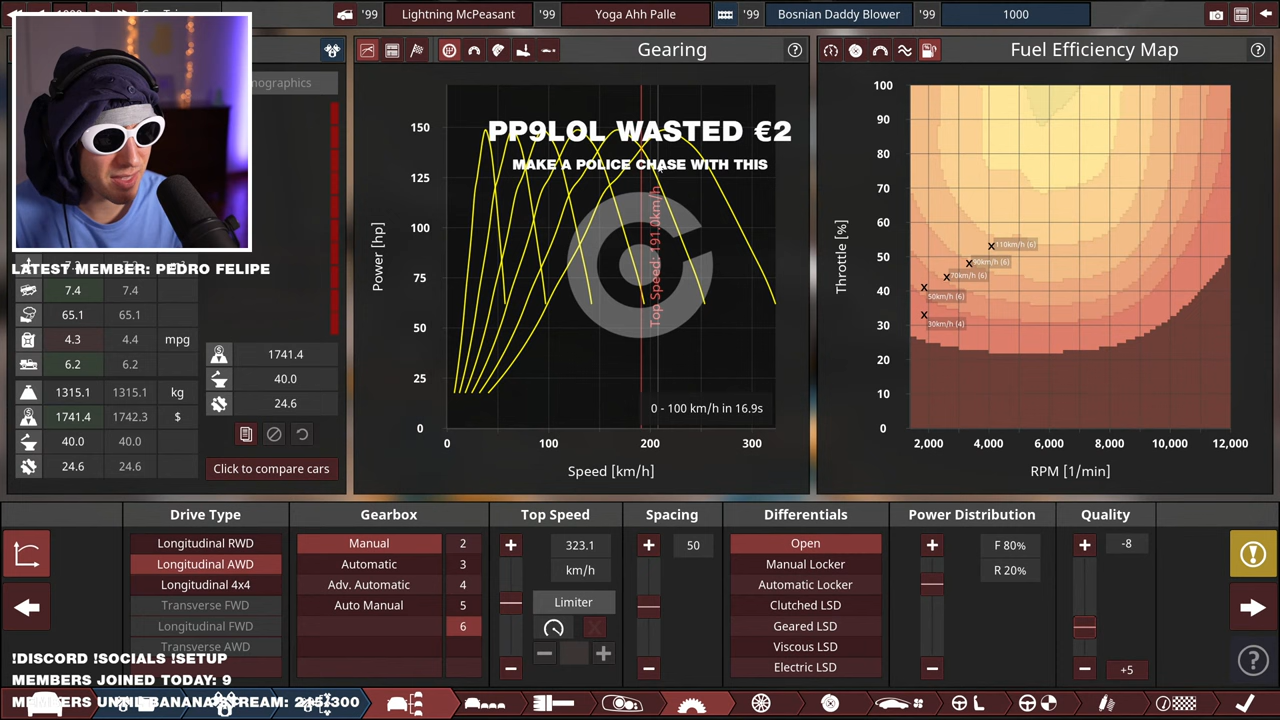 '99
Lightning McPeasant
'99
Yoga Ahh Palle
'99
Bosnian Daddy Blower
'99
1000
mographics
LATEST MEMBER: PEDRO FELIPE
7.4 7.4
65.1 65.1
4.3 4.4 mpg
6.2 6.2
1315.1 1315.1 kg
1741.4 1742.3 $
40.0 40.0
24.6 24.6
1741.4
40.0
24.6
Click to compare cars
Gearing
?
PP9LOL WASTED €2
MAKE A POLICE CHASE WITH THIS
Power [hp]
150
125
100
75
50
25
0
Top Speed: 191.0km/h
0 - 100 km/h in 16.9s
0 100 200 300
Speed [km/h]
Fuel Efficiency Map
?
Throttle [%]
100
90
80
70
60
50
40
30
20
10
0
110km/h (6)
90km/h (6)
70km/h (6)
50km/h (6)
30km/h (4)
2,000 4,000 6,000 8,000 10,000 12,000
RPM [1/min]
Drive Type
Longitudinal RWD
Longitudinal AWD
Longitudinal 4x4
Transverse FWD
Longitudinal FWD
Transverse AWD
Gearbox
Manual 2
Automatic 3
Adv. Automatic 4
Auto Manual 5
6
Top Speed
323.1
km/h
Limiter
Spacing
50
Differentials
Open
Manual Locker
Automatic Locker
Clutched LSD
Geared LSD
Viscous LSD
Electric LSD
Power Distribution
F 80%
R 20%
Quality
-8
+5
?
!DISCORD !SOCIALS !SETUP
MEMBERS JOINED TODAY: 9